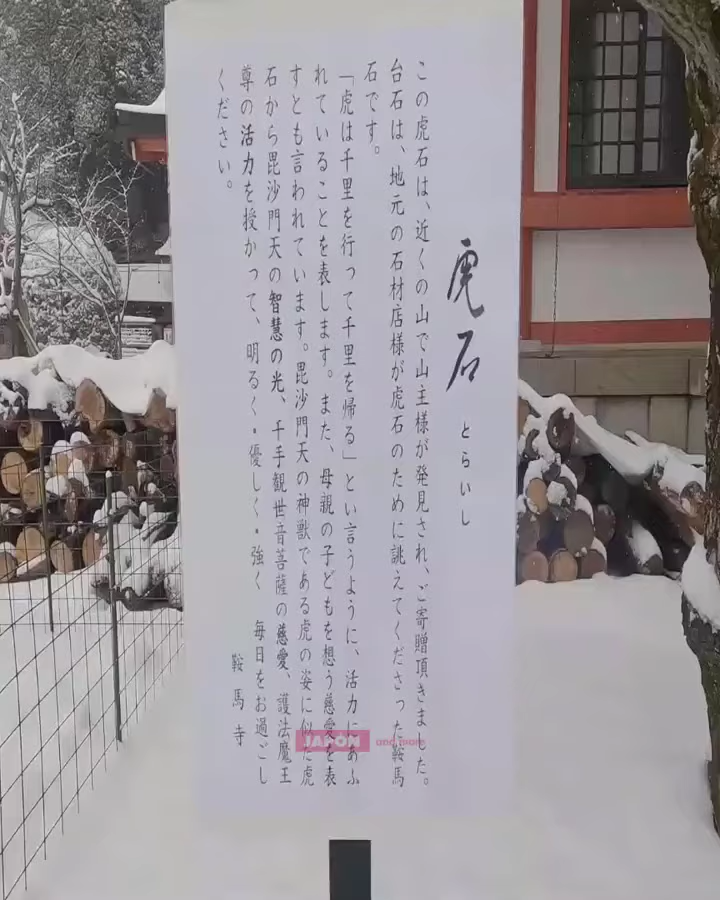 虎石 とらいし
この虎石は、近くの山で山主様が発見され、ご寄贈頂きました。
台石は、地元の石材店様が虎石のために誂えてくださった鞍馬
石です。
「虎は千里を行って千里を帰る」と言うように、活力にあふ
れていることを表します。また、母親の子どもを想う慈愛を表
すとも言われています。毘沙門天の神獣である虎の姿に似た虎
石から毘沙門天の智慧の光、千手観世音菩薩の慈愛、護法魔王
尊の活力を授かって、明るく・優しく・強く 毎日をお過ごし
ください。
鞍馬寺
JAPON and more